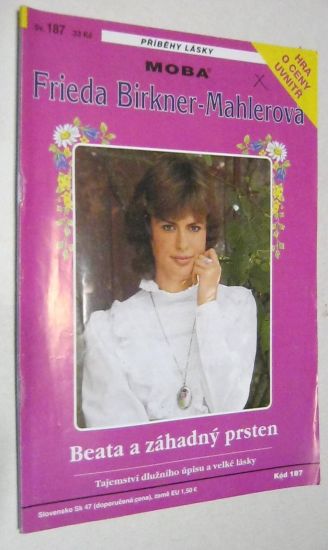 Sv. 187 33 Kč
PŘÍBĚHY LÁSKY
HRA
O CENY
UVNITŘ
MOBA®
Frieda Birkner-Mahlerova
Beata a záhadný prsten
Tajemství dlužního úpisu a velké lásky
Kód 187
Slovensko Sk 47 (doporučená cena), země EU 1,50 €